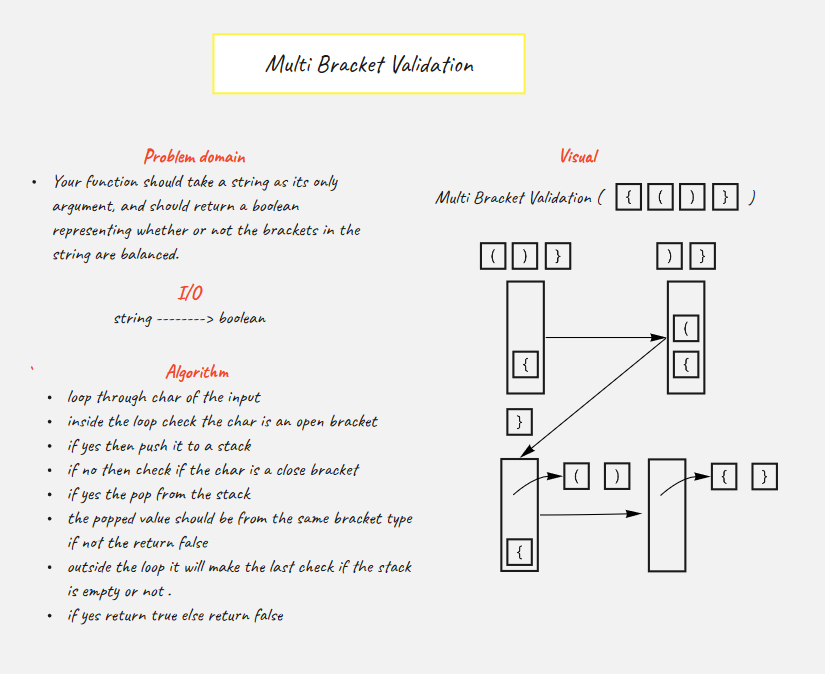 Multi Bracket Validation
Problem domain
• Your function should take a string as its only
argument, and should return a boolean
representing whether or not the brackets in the
string are balanced.
I/O
string --------> boolean
Algorithm
• loop through char of the input
• inside the loop check the char is an open bracket
• if yes then push it to a stack
• if no then check if the char is a close bracket
• if yes the pop from the stack
• the popped value should be from the same bracket type
if not the return false
• outside the loop it will make the last check if the stack
is empty or not .
• if yes return true else return false
Visual
Multi Bracket Validation ( { ( ) } )
( ) }
) }
{
(
{
}
( )
{
{ }